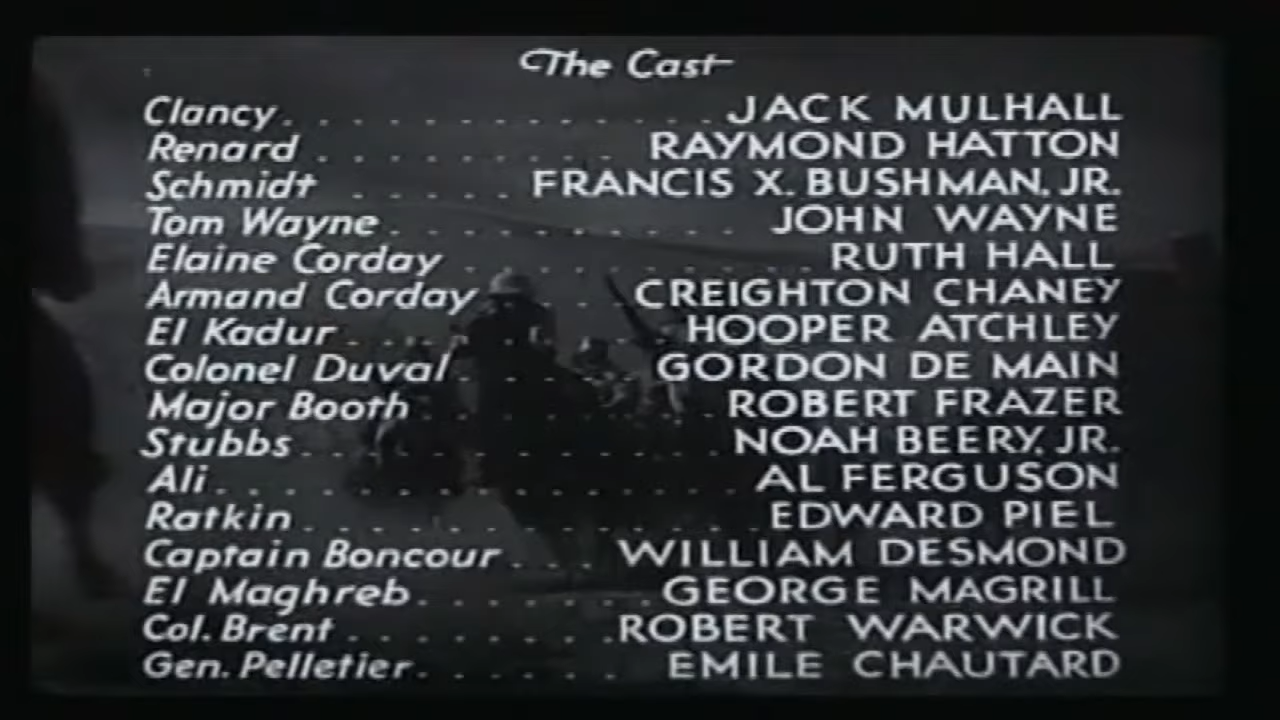 The Cast
Clancy. . . . . . . . . . . . . . . . JACK MULHALL
Renard . . . . . . . . . . . RAYMOND HATTON
Schmidt . . . . . FRANCIS X. BUSHMAN, JR.
Tom Wayne . . . . . . . . . . . . JOHN WAYNE
Elaine Corday . . . . . . . . . . . RUTH HALL
Armand Corday . . . . CREIGHTON CHANEY
El Kadur . . . . . . . . . . HOOPER ATCHLEY
Colonel Duval . . . . . . GORDON DE MAIN
Major Booth . . . . . . . . . ROBERT FRAZER
Stubbs . . . . . . . . . . . . NOAH BEERY, JR.
Ali . . . . . . . . . . . . . . . . AL FERGUSON
Ratkin . . . . . . . . . . . . . EDWARD PIEL
Captain Boncour . . . WILLIAM DESMOND
El Maghreb . . . . . . . GEORGE MAGRILL
Col. Brent . . . . . . . . ROBERT WARWICK
Gen. Pelletier . . . . . . EMILE CHAUTARD